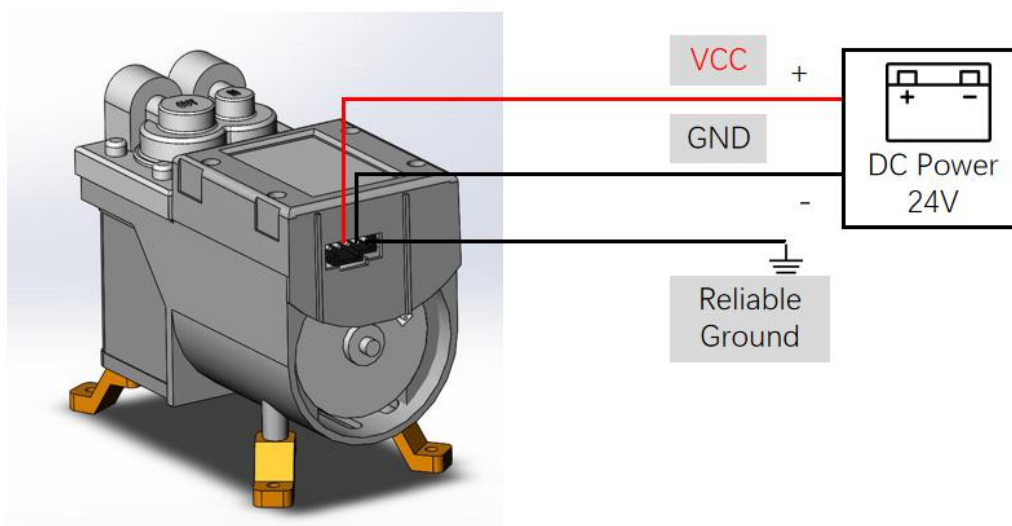 VCC
+
GND
+ -
DC Power
24V
-
Reliable
Ground